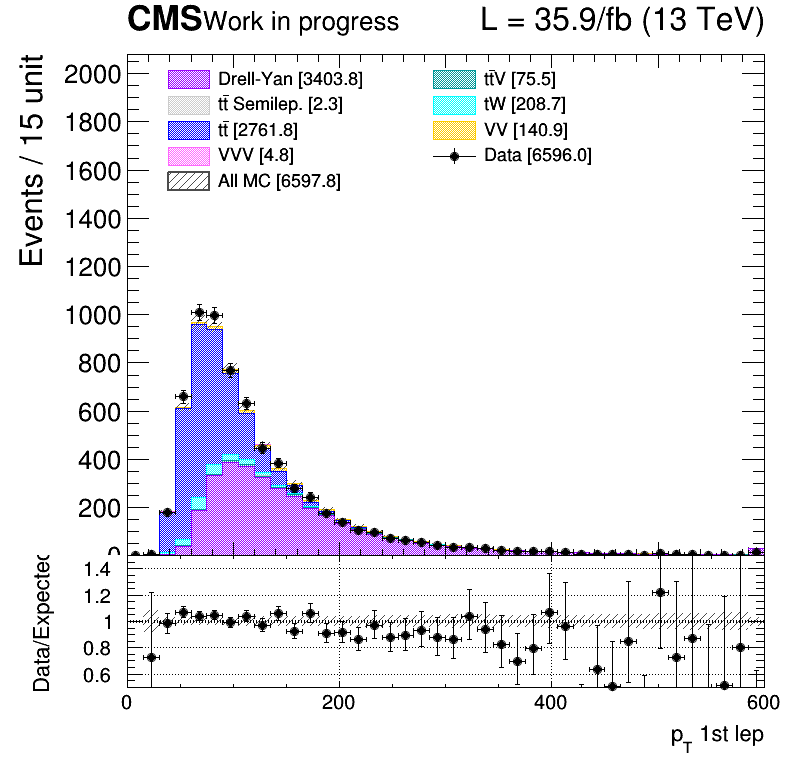 CMS Work in progress L = 35.9/fb (13 TeV)
Events / 15 unit
2000
1800
1600
1400
1200
1000
800
600
400
200
0
Drell-Yan [3403.8]
tt̄ Semilep. [2.3]
tt̄ [2761.8]
VVV [4.8]
All MC [6597.8]
tt̄V [75.5]
tW [208.7]
VV [140.9]
Data [6596.0]
Data/Expected
1.4
1.2
1
0.8
0.6
0 200 400 600
p_T 1st lep